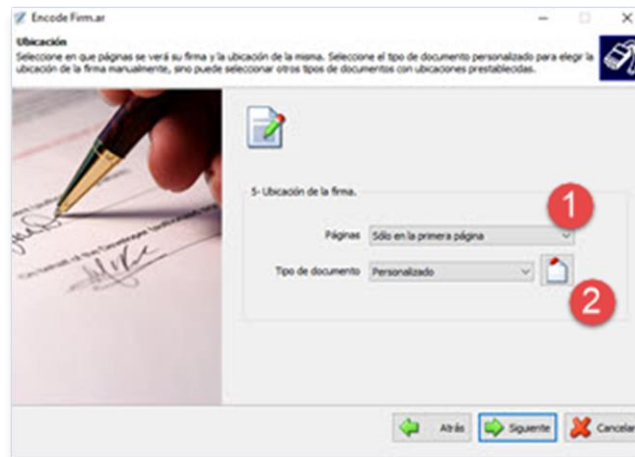 Encode Firm.ar
Ubicación
Seleccione en que páginas se verá su firma y la ubicación de la misma. Seleccione el tipo de documento personalizado para elegir la
ubicación de la firma manualmente, sino puede seleccionar otros tipos de documentos con ubicaciones prestablecidas.
5- Ubicación de la firma.
1
Páginas Sólo en la primera página
Tipo de documento Personalizado
2
Atrás Siguiente Cancelar